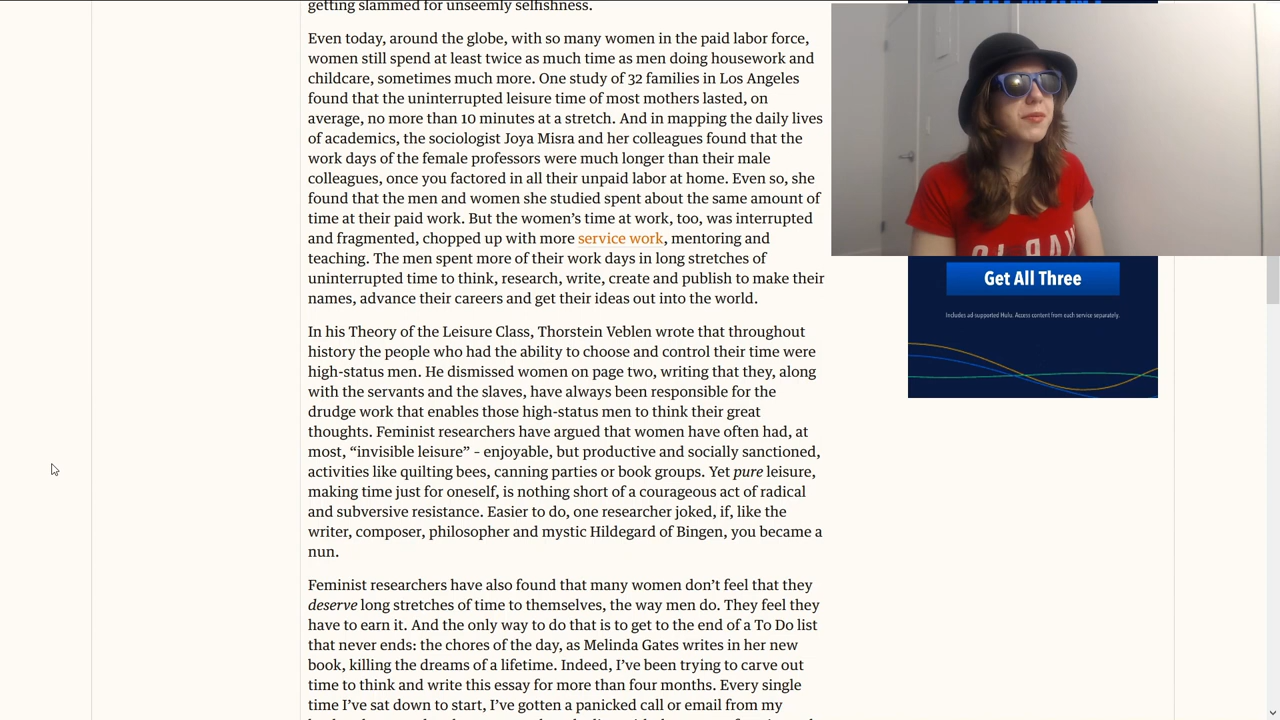 getting slammed for unseemly selfishness.
Even today, around the globe, with so many women in the paid labor force,
women still spend at least twice as much time as men doing housework and
childcare, sometimes much more. One study of 32 families in Los Angeles
found that the uninterrupted leisure time of most mothers lasted, on
average, no more than 10 minutes at a stretch. And in mapping the daily lives
of academics, the sociologist Joya Misra and her colleagues found that the
work days of the female professors were much longer than their male
colleagues, once you factored in all their unpaid labor at home. Even so, she
found that the men and women she studied spent about the same amount of
time at their paid work. But the women’s time at work, too, was interrupted
and fragmented, chopped up with more service work, mentoring and
teaching. The men spent more of their work days in long stretches of
uninterrupted time to think, research, write, create and publish to make their
names, advance their careers and get their ideas out into the world.
In his Theory of the Leisure Class, Thorstein Veblen wrote that throughout
history the people who had the ability to choose and control their time were
high-status men. He dismissed women on page two, writing that they, along
with the servants and the slaves, have always been responsible for the
drudge work that enables those high-status men to think their great
thoughts. Feminist researchers have argued that women have often had, at
most, “invisible leisure” – enjoyable, but productive and socially sanctioned,
activities like quilting bees, canning parties or book groups. Yet pure leisure,
making time just for oneself, is nothing short of a courageous act of radical
and subversive resistance. Easier to do, one researcher joked, if, like the
writer, composer, philosopher and mystic Hildegard of Bingen, you became a
nun.
Feminist researchers have also found that many women don’t feel that they
deserve long stretches of time to themselves, the way men do. They feel they
have to earn it. And the only way to do that is to get to the end of a To Do list
that never ends: the chores of the day, as Melinda Gates writes in her new
book, killing the dreams of a lifetime. Indeed, I’ve been trying to carve out
time to think and write this essay for more than four months. Every single
time I’ve sat down to start, I’ve gotten a panicked call or email from my
Get All Three
Includes ad-supported Hulu. Access content from each service separately.